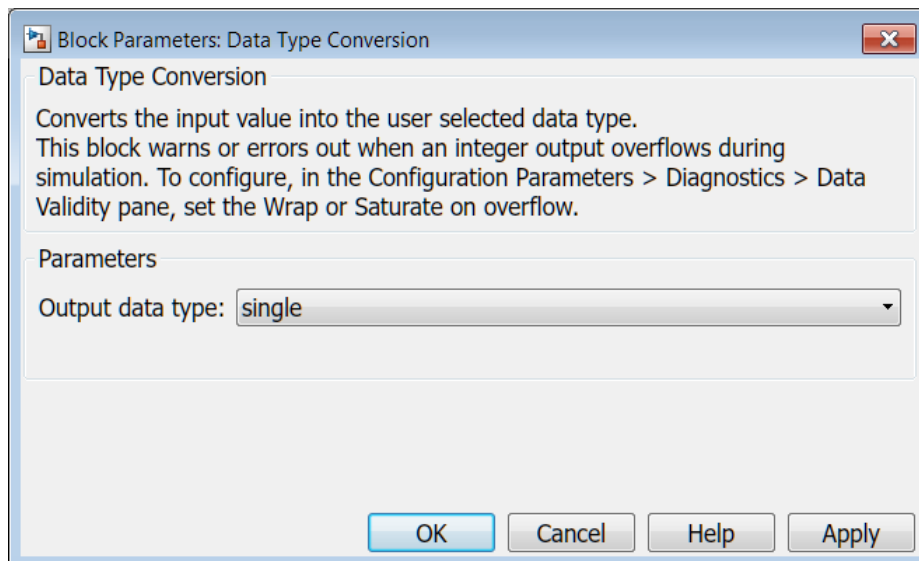 Block Parameters: Data Type Conversion
Data Type Conversion
Converts the input value into the user selected data type.
This block warns or errors out when an integer output overflows during
simulation. To configure, in the Configuration Parameters > Diagnostics > Data
Validity pane, set the Wrap or Saturate on overflow.
Parameters
Output data type: single
OK Cancel Help Apply